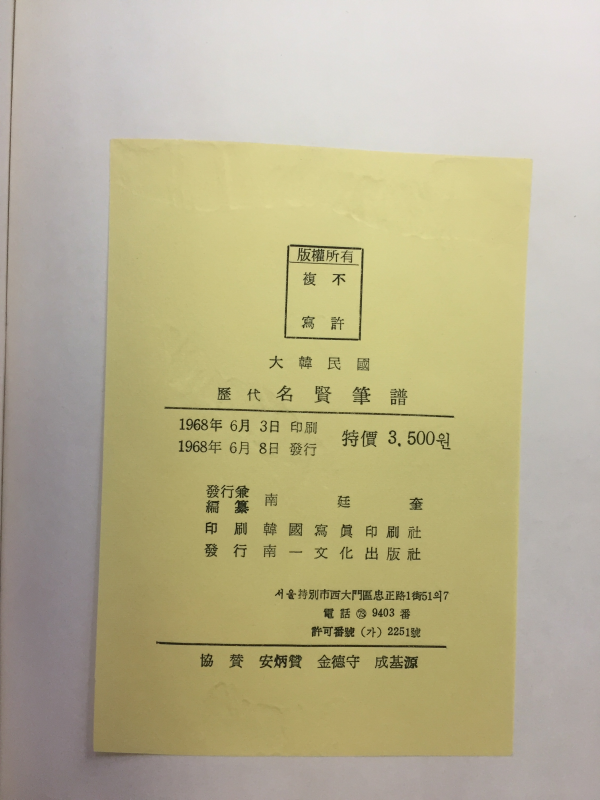 版權所有
不許
複寫
大韓民國
歷代 名賢筆譜
1968年 6月 3日 印刷
1968年 6月 8日 發行
特價 3,500원
發行兼
編纂 南廷奎
印刷 韓國寫眞印刷社
發行 南一文化出版社
서울特別市西大門區忠正路1街51의7
電話 ㉃ 9403 番
許可番號 (가) 2251號
協贊 安炳贊 金德守 成基源